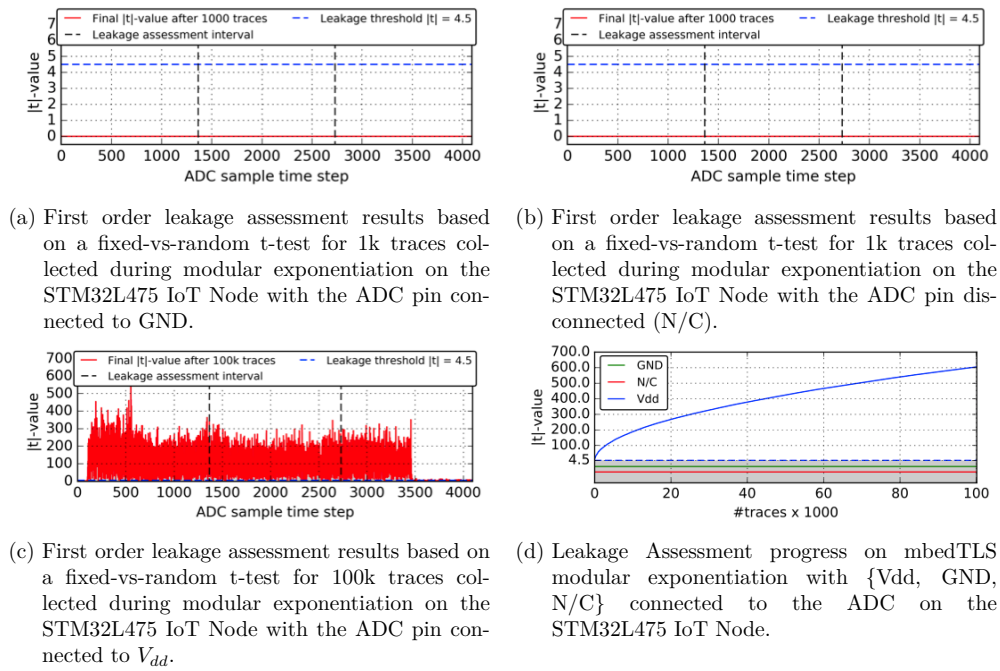 Final |t|-value after 1000 traces
Leakage threshold |t| = 4.5
Leakage assessment interval
7
6
5
4
3
2
1
0
|t|-value
0 500 1000 1500 2000 2500 3000 3500 4000
ADC sample time step
(a) First order leakage assessment results based
on a fixed-vs-random t-test for 1k traces col-
lected during modular exponentiation on the
STM32L475 IoT Node with the ADC pin con-
nected to GND.
Final |t|-value after 1000 traces
Leakage threshold |t| = 4.5
Leakage assessment interval
7
6
5
4
3
2
1
0
|t|-value
0 500 1000 1500 2000 2500 3000 3500 4000
ADC sample time step
(b) First order leakage assessment results based
on a fixed-vs-random t-test for 1k traces col-
lected during modular exponentiation on the
STM32L475 IoT Node with the ADC pin dis-
connected (N/C).
Final |t|-value after 100k traces
Leakage threshold |t| = 4.5
Leakage assessment interval
700
600
500
400
300
200
100
0
|t|-value
0 500 1000 1500 2000 2500 3000 3500 4000
ADC sample time step
(c) First order leakage assessment results based on
a fixed-vs-random t-test for 100k traces col-
lected during modular exponentiation on the
STM32L475 IoT Node with the ADC pin con-
nected to Vdd.
GND
N/C
Vdd
700.0
600.0
500.0
400.0
300.0
200.0
100.0
4.5
|t|-value
0 20 40 60 80 100
#traces x 1000
(d) Leakage Assessment progress on mbedTLS
modular exponentiation with {Vdd, GND,
N/C} connected to the ADC on the
STM32L475 IoT Node.